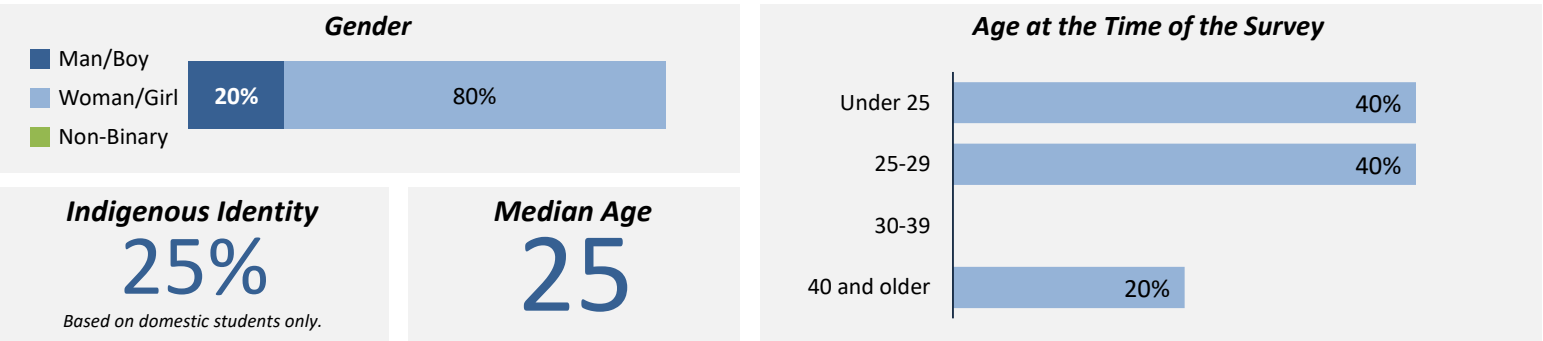 Gender
Man/Boy
Woman/Girl
Non-Binary
20%
80%
Indigenous Identity
25%
Based on domestic students only.
Median Age
25
Age at the Time of the Survey
Under 25
40%
25-29
40%
30-39
40 and older
20%